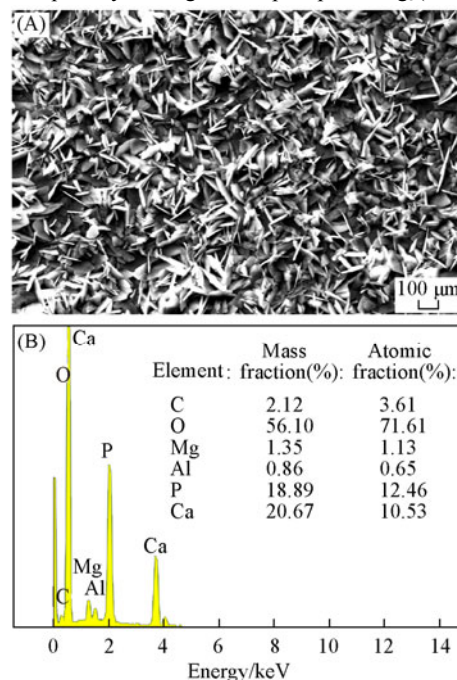 (A)
100 μm
(B)
Ca
O
P
Mg
Al
C
Ca
Element: Mass fraction(%): Atomic fraction(%):
C 2.12 3.61
O 56.10 71.61
Mg 1.35 1.13
Al 0.86 0.65
P 18.89 12.46
Ca 20.67 10.53
0 2 4 6 8 10 12 14
Energy/keV